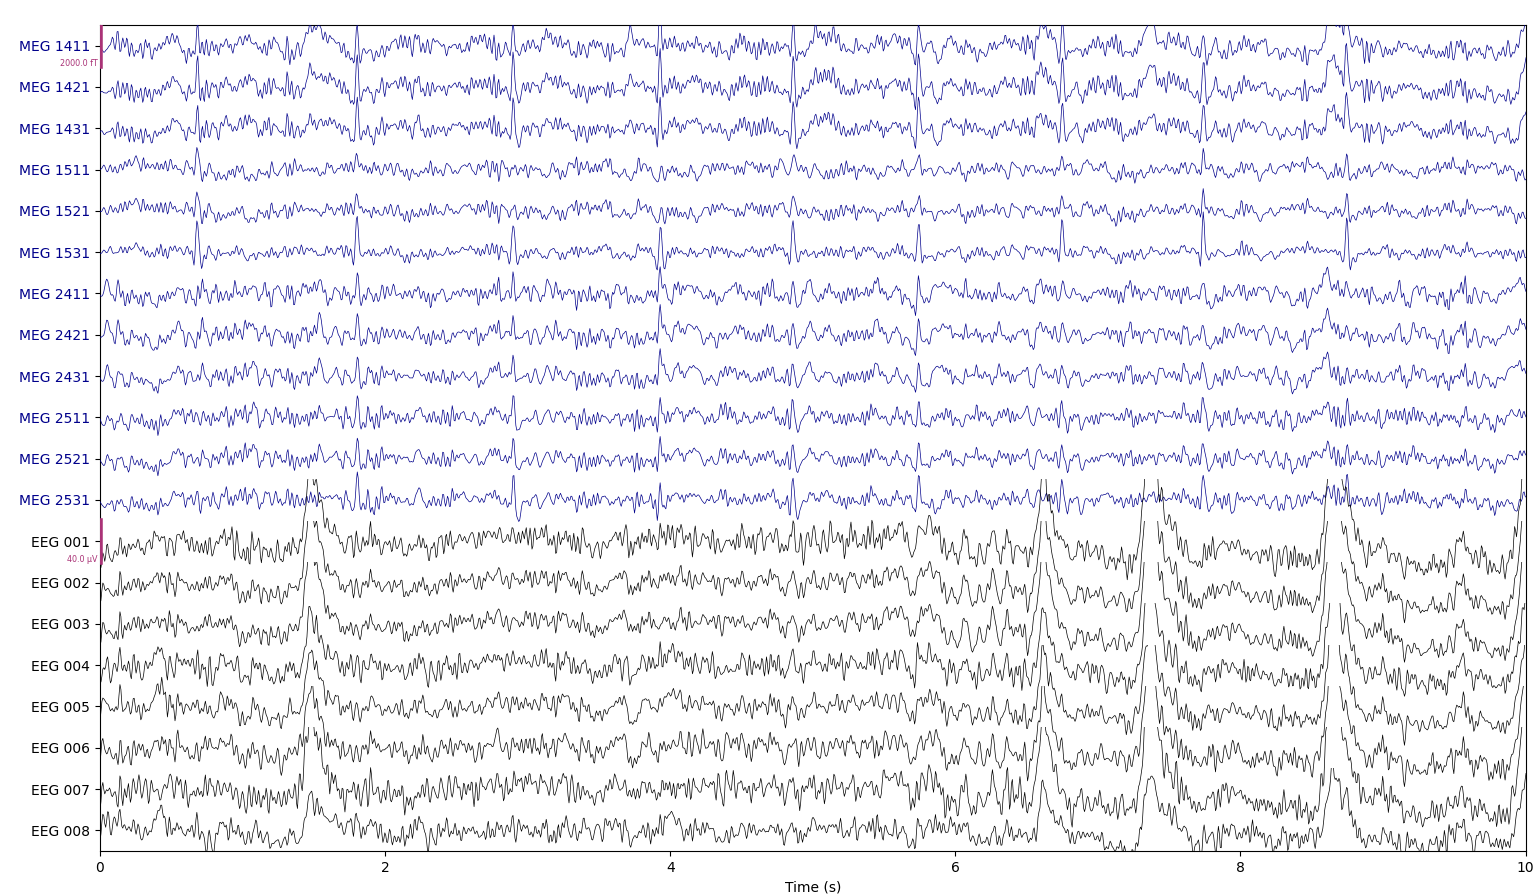 MEG 1411
2000.0 fT
MEG 1421
MEG 1431
MEG 1511
MEG 1521
MEG 1531
MEG 2411
MEG 2421
MEG 2431
MEG 2511
MEG 2521
MEG 2531
EEG 001
40.0 µV
EEG 002
EEG 003
EEG 004
EEG 005
EEG 006
EEG 007
EEG 008
0 2 4 6 8 10
Time (s)